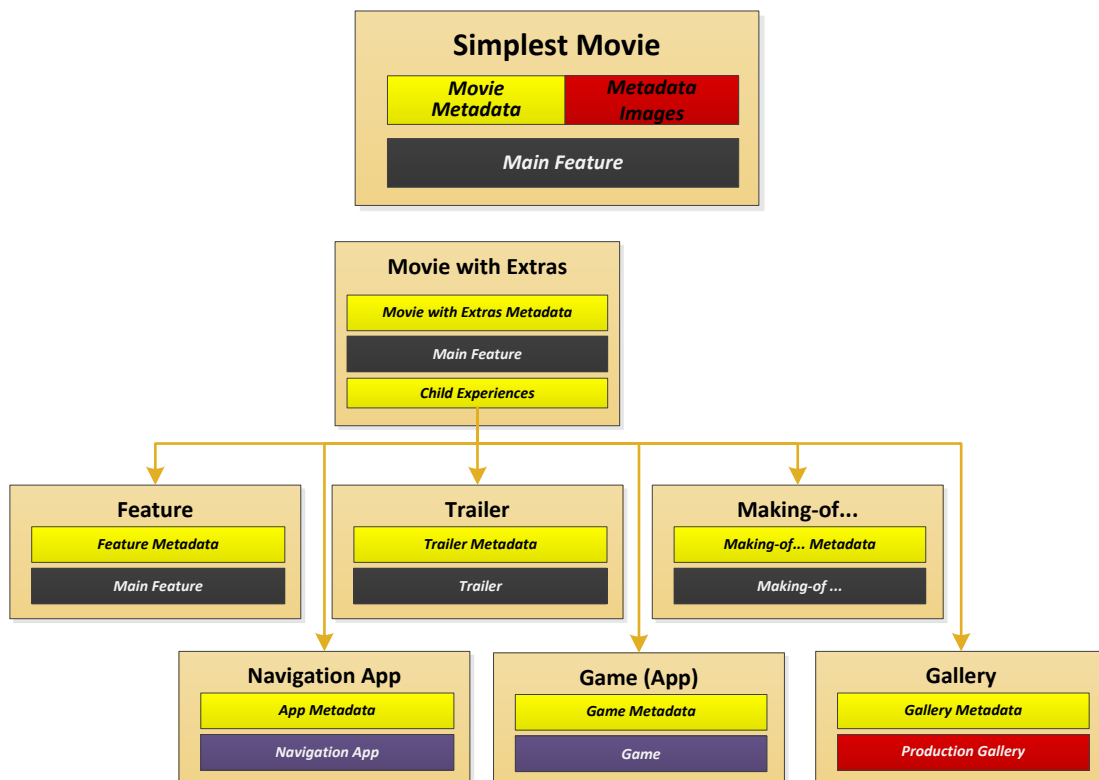 Simplest Movie
Movie
Metadata
Metadata
Images
Main Feature
Movie with Extras
Movie with Extras Metadata
Main Feature
Child Experiences
Feature
Feature Metadata
Main Feature
Trailer
Trailer Metadata
Trailer
Making-of...
Making-of... Metadata
Making-of ...
Navigation App
App Metadata
Navigation App
Game (App)
Game Metadata
Game
Gallery
Gallery Metadata
Production Gallery